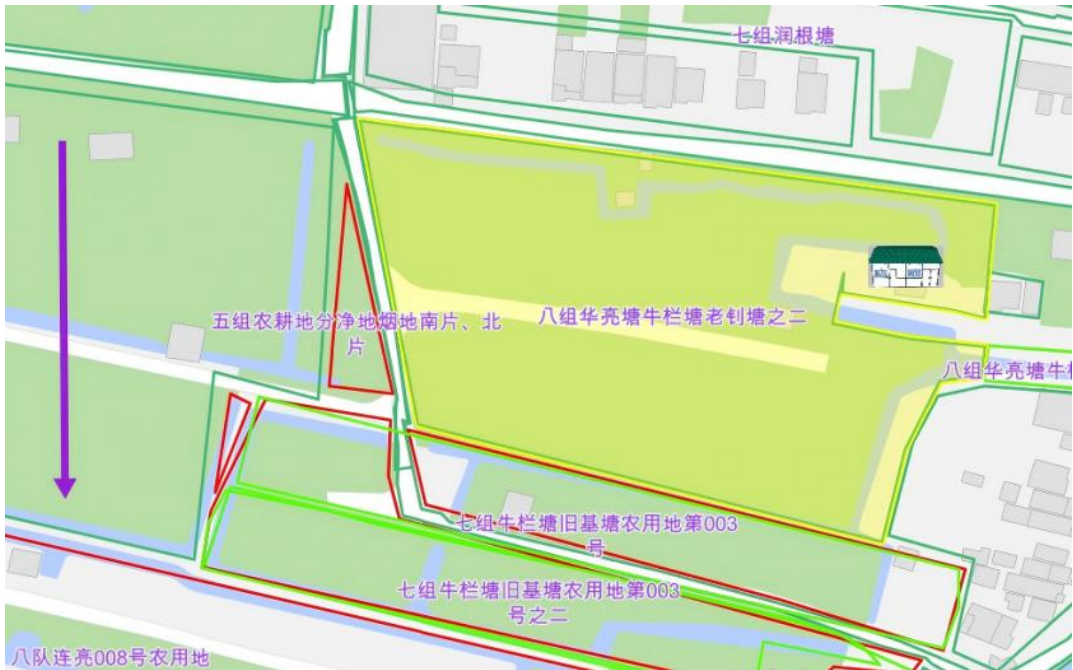 七组润根塘
五组农耕地分净地烟地南片、北
片
八组华亮塘牛栏塘老钊塘之二
八组华亮塘牛栏
七组牛栏塘旧基塘农用地第003
号
七组牛栏塘旧基塘农用地第003
号之二
八队连亮008号农用地